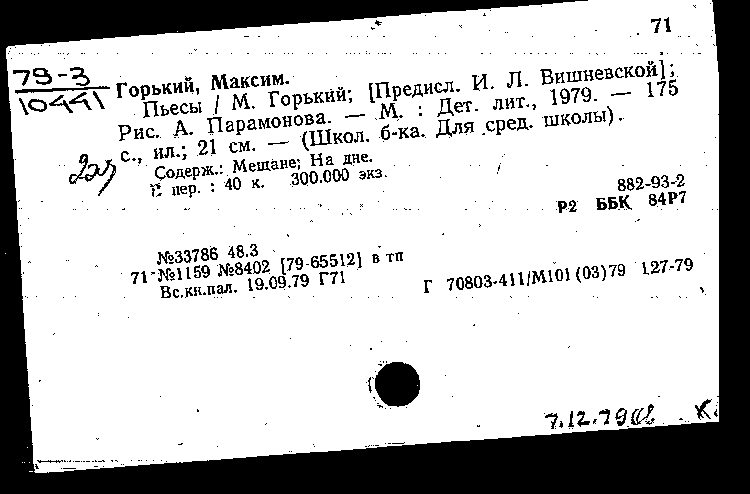 71
79-3
10441
Горький, Максим.
Пьесы / М. Горький; [Предисл. И. Л. Вишневской];
Рис. А. Парамонова. — М. : Дет. лит., 1979. — 175
с., ил.; 21 см. — (Школ. б-ка. Для сред. школы).
2экз
Содерж.: Мещане; На дне.
В пер. : 40 к. 300.000 экз.
882-93-2
Р2 ББК 84Р7
№33786 48.3
71-№1159 №8402 [79-65512] в тп
Вс.кн.пал. 19.09.79 Г71
Г 70803-411/М101(03)79 127-79
7.12.79